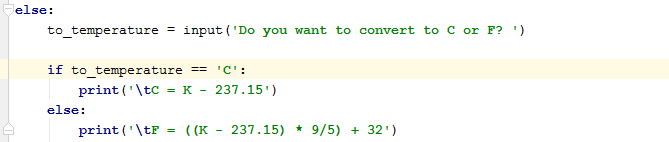 else:
to_temperature = input('Do you want to convert to C or F? ')
if to_temperature == 'C':
print('\tC = K - 237.15')
else:
print('\tF = ((K - 237.15) * 9/5) + 32')